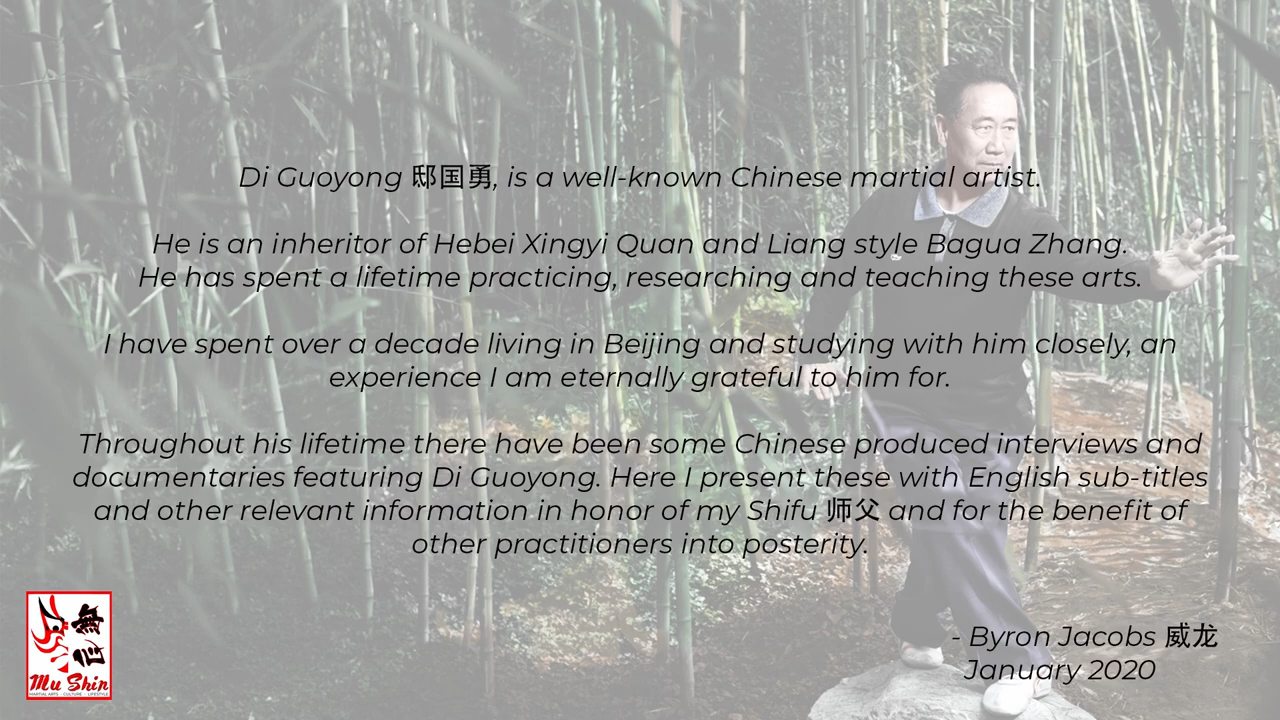 Di Guoyong 邸国勇, is a well-known Chinese martial artist.
He is an inheritor of Hebei Xingyi Quan and Liang style Bagua Zhang.
He has spent a lifetime practicing, researching and teaching these arts.
I have spent over a decade living in Beijing and studying with him closely, an
experience I am eternally grateful to him for.
Throughout his lifetime there have been some Chinese produced interviews and
documentaries featuring Di Guoyong. Here I present these with English sub-titles
and other relevant information in honor of my Shifu 师父 and for the benefit of
other practitioners into posterity.
- Byron Jacobs 威龙
January 2020
無心
Mu Shin
MARTIAL ARTS - CULTURE - LIFESTYLE